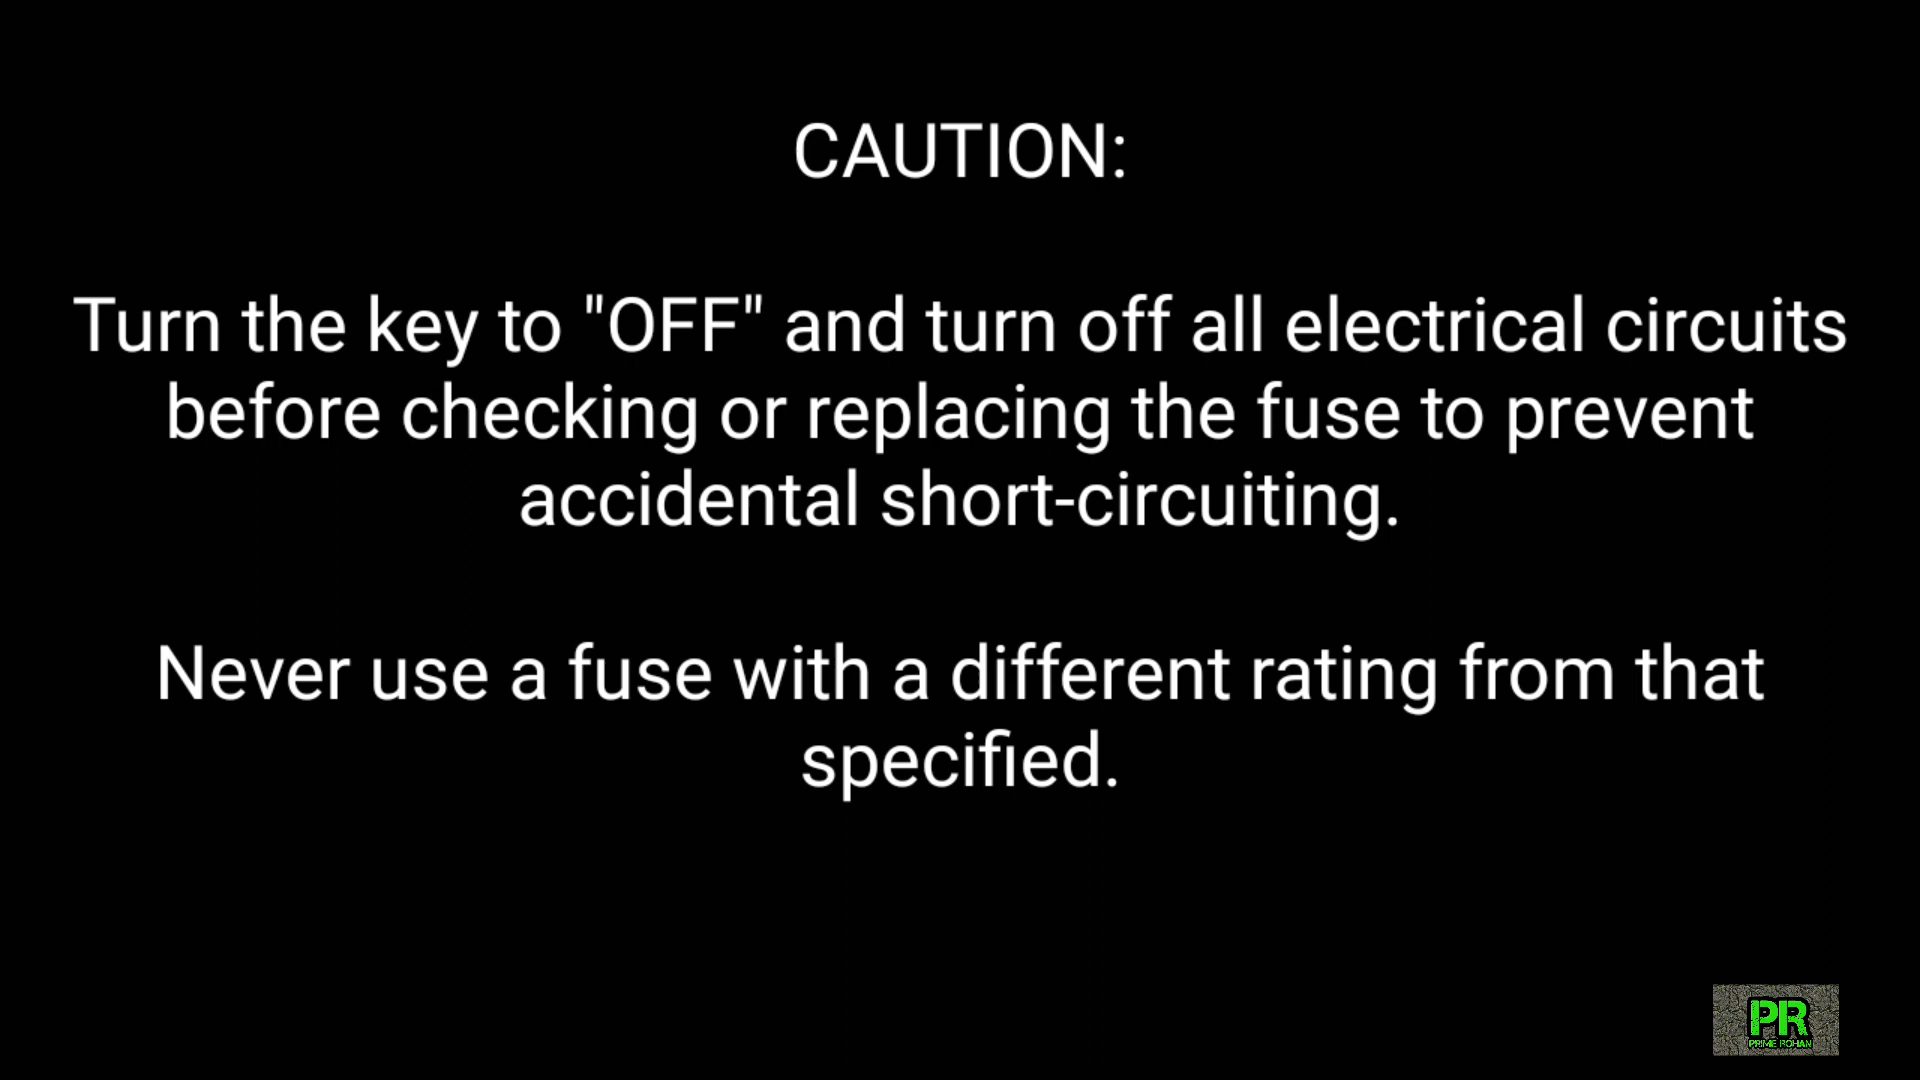 CAUTION:
Turn the key to "OFF" and turn off all electrical circuits
before checking or replacing the fuse to prevent
accidental short-circuiting.
Never use a fuse with a different rating from that
specified.
PR
PRIME ROHAN